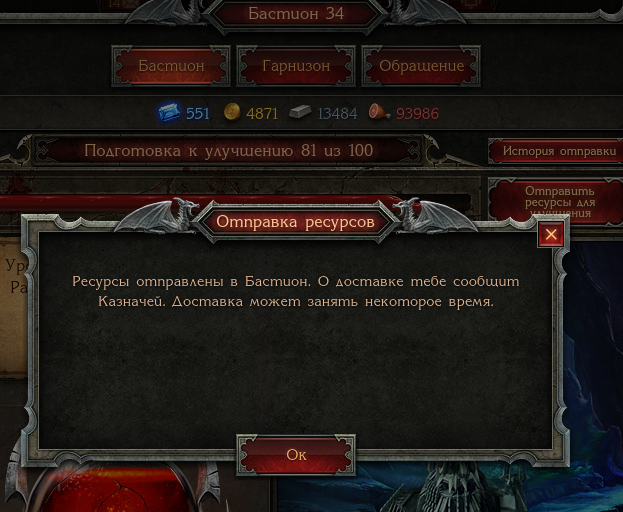 Бастион 34
Бастион Гарнизон Обращение
551 4871 13484 93986
Подготовка к улучшению 81 из 100
История отправки
Отправить
ресурсы для
улучшения
Отправка ресурсов
Ресурсы отправлены в Бастион. О доставке тебе сообщит
Казначей. Доставка может занять некоторое время.
Ок